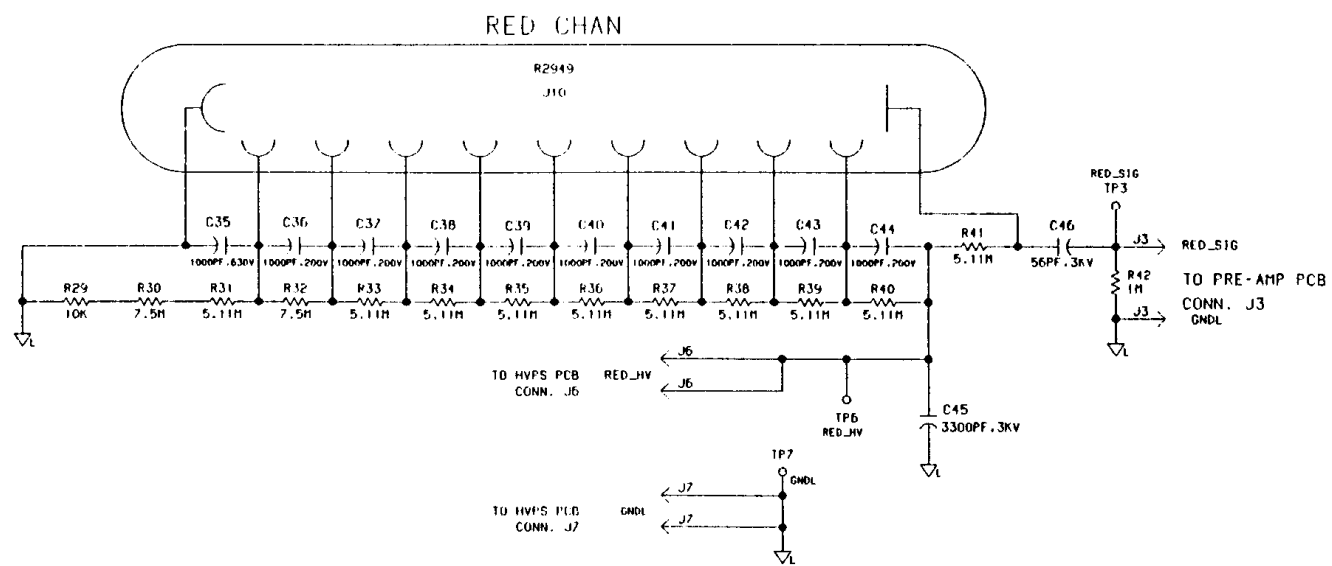 RED CHAN
R2949
J10
RED_SIG
TP3
C35 C36 C37 C38 C39 C40 C41 C42 C43 C44
R41 C46 J3 RED_SIG
1000PF.630V 1000PF.200V 1000PF.200V 1000PF.200V 1000PF.200V 1000PF.200V 1000PF.200V 1000PF.200V 1000PF.200V 1000PF.200V
5.11M 56PF.3KV
R29 R30 R31 R32 R33 R34 R35 R36 R37 R38 R39 R40
10K 7.5M 5.11M 7.5M 5.11M 5.11M 5.11M 5.11M 5.11M 5.11M 5.11M 5.11M
R42
1M
TO PRE-AMP PCB
CONN. J3
J3 GNDL
L
L
TO HVPS PCB RED_HV J6
CONN. J6 J6
TP6
RED_HV
C45
3300PF.3KV
L
TP7
GNDL
TO HVPS PCB GNDL J7
CONN. J7 J7
L